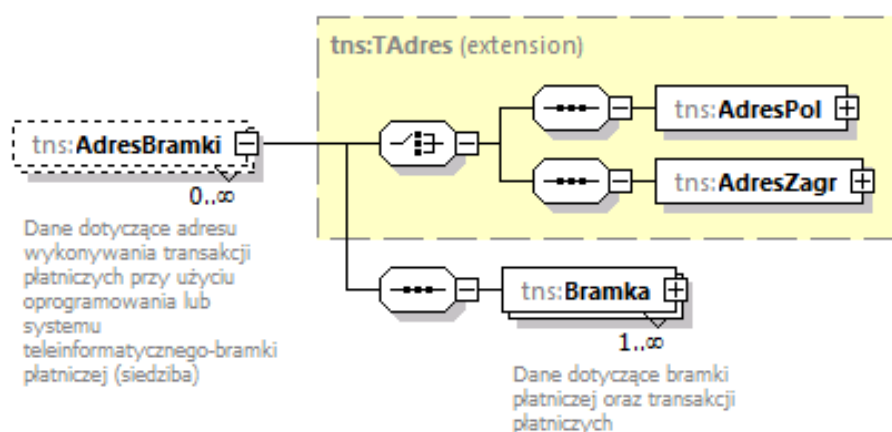 tns:TAdres (extension)
tns:AdresPol
tns:AdresBramki
0..∞
tns:AdresZagr
Dane dotyczące adresu
wykonywania transakcji
płatniczych przy użyciu
oprogramowania lub
systemu
teleinformatycznego-bramki
płatniczej (siedziba)
tns:Bramka
1..∞
Dane dotyczące bramki
płatniczej oraz transakcji
płatniczych